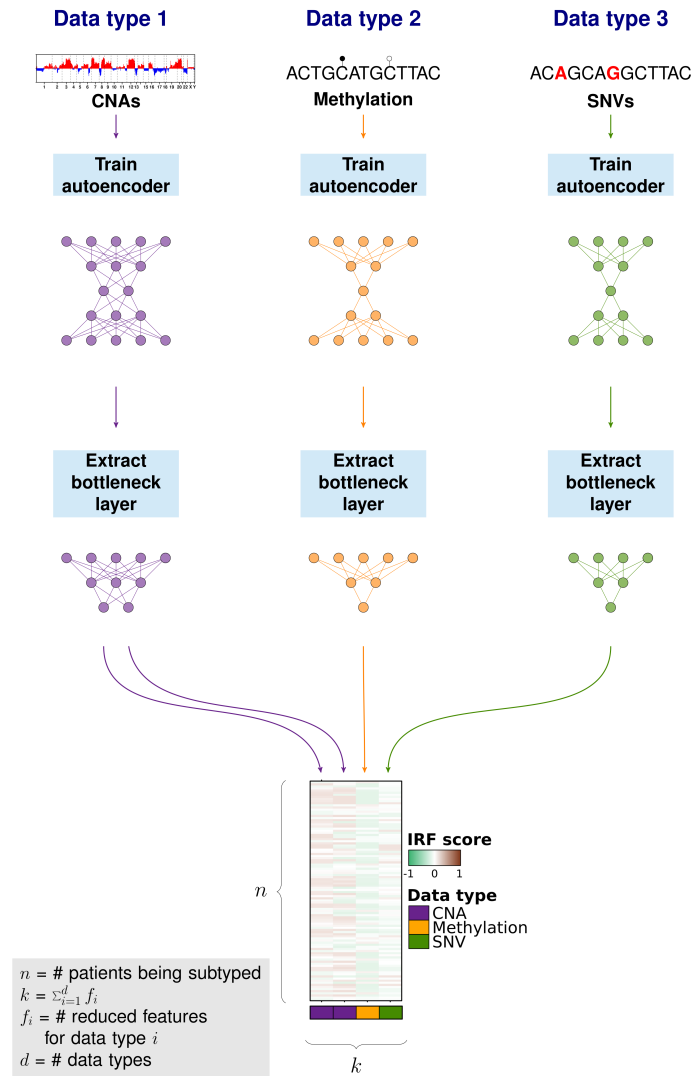 Data type 1
Data type 2
Data type 3
ACTGCATGCTTAC
ACAGCAGGCTTAC
CNAs
Methylation
SNVs
Train
autoencoder
Train
autoencoder
Train
autoencoder
Extract
bottleneck
layer
Extract
bottleneck
layer
Extract
bottleneck
layer
IRF score
-1 0 1
n
Data type
CNA
Methylation
SNV
n = # patients being subtyped
k = Σ_{i=1}^{d} f_i
f_i = # reduced features
for data type i
d = # data types
k